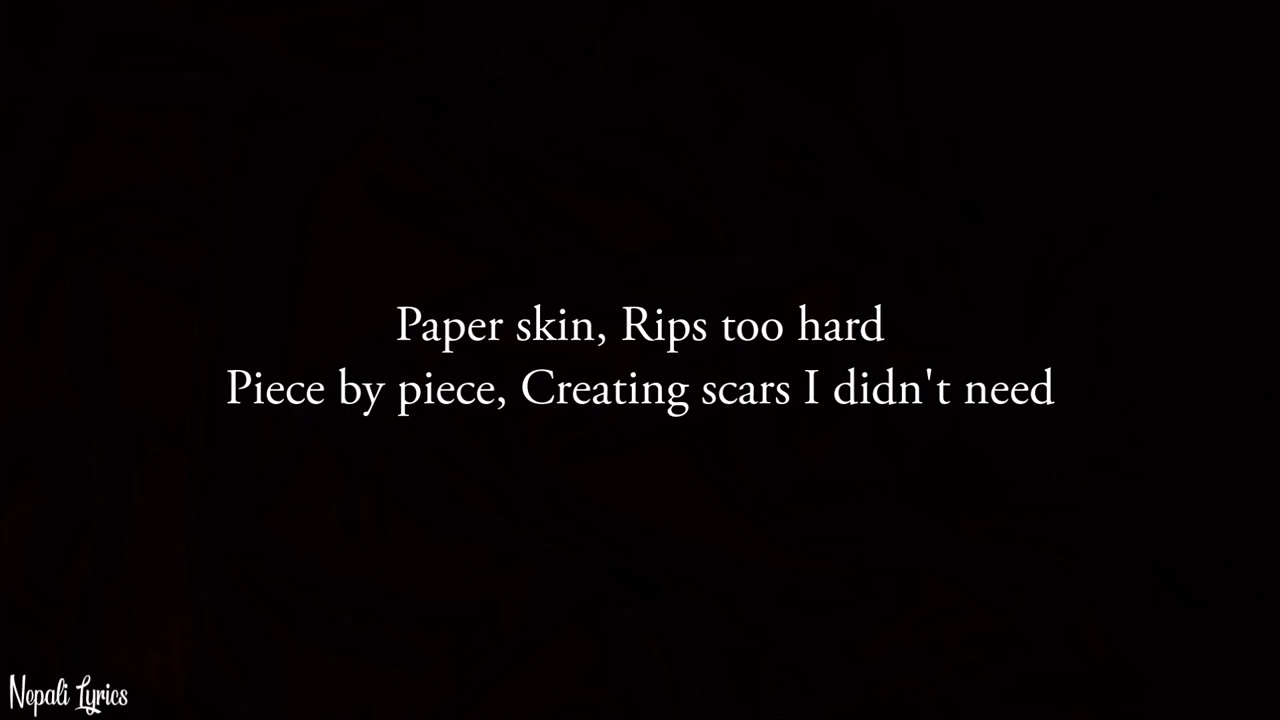 Paper skin, Rips too hard
Piece by piece, Creating scars I didn't need
Nepali Lyrics